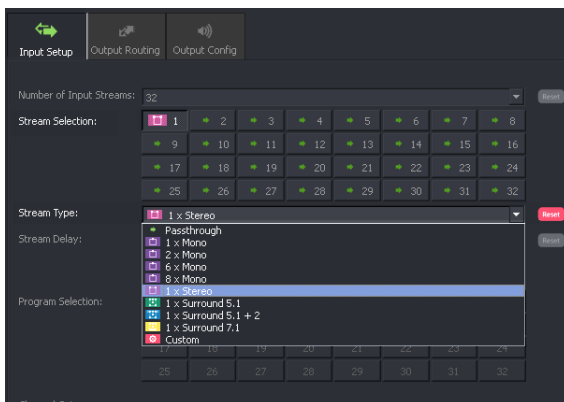 Input Setup Output Routing Output Config
Number of Input Streams: 32 Reset
Stream Selection: 1 2 3 4 5 6 7 8
9 10 11 12 13 14 15 16
17 18 19 20 21 22 23 24
25 26 27 28 29 30 31 32
Stream Type: 1 x Stereo Reset
Stream Delay: Reset
Passthrough
1 x Mono
2 x Mono
6 x Mono
8 x Mono
1 x Stereo
Program Selection:
1 x Surround 5.1
1 x Surround 5.1 + 2
1 x Surround 7.1
Custom
17 18 19 20 21 22 23 24
25 26 27 28 29 30 31 32